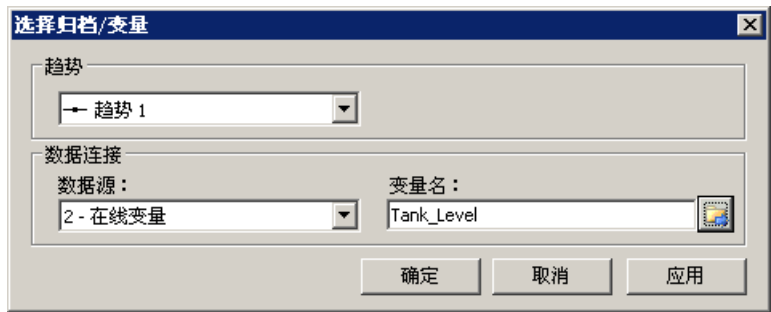 选择归档/变量
趋势
趋势 1
数据连接
数据源：
变量名：
2 - 在线变量
Tank_Level
确定
取消
应用